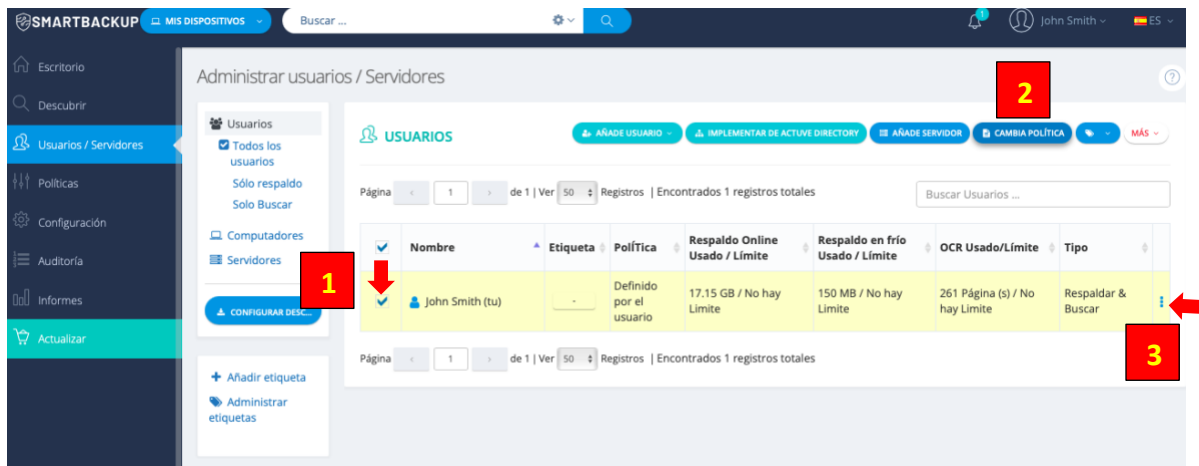 SMARTBACKUP
MIS DISPOSITIVOS
Buscar ...
1
John Smith
ES
Escritorio
Descubrir
Usuarios / Servidores
Políticas
Configuración
Auditoría
Informes
Actualizar
Administrar usuarios / Servidores
?
Usuarios
Todos los
usuarios
Sólo respaldo
Solo Buscar
Computadores
Servidores
CONFIGURAR DESC...
Añadir etiqueta
Administrar
etiquetas
2
USUARIOS
AÑADE USUARIO
IMPLEMENTAR DE ACTUVE DIRECTORY
AÑADE SERVIDOR
CAMBIA POLÍTICA
MÁS
Página < 1 > de 1 | Ver 50 Registros | Encontrados 1 registros totales
Buscar Usuarios ...
Nombre
Etiqueta
PolÍTica
Respaldo Online
Usado / Límite
Respaldo en frío
Usado / Límite
OCR Usado/Límite
Tipo
1
John Smith (tu)
-
Definido
por el
usuario
17.15 GB / No hay
Limite
150 MB / No hay
Limite
261 Página (s) / No
hay Limite
Respaldar &
Buscar
3
Página < 1 > de 1 | Ver 50 Registros | Encontrados 1 registros totales